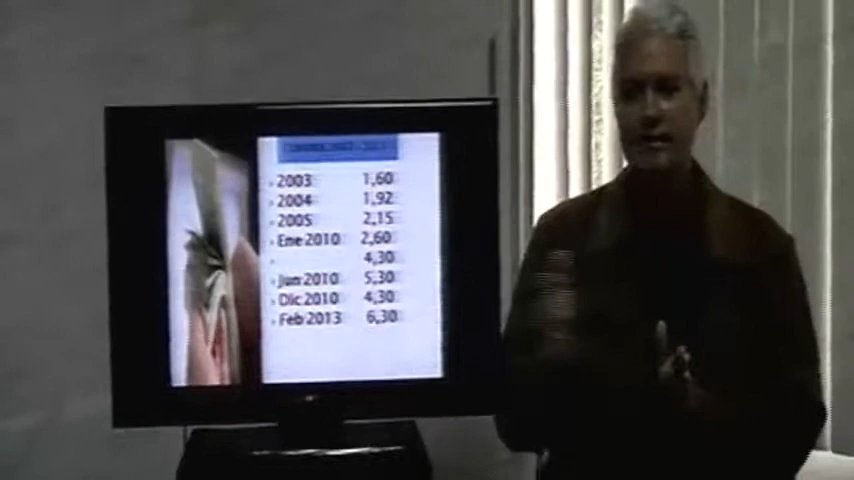 2003 1,60
2004 1,92
2005 2,15
Ene 2010 2,60
4,30
Jun 2010 5,30
Dic 2010 4,30
Feb 2013 6,30